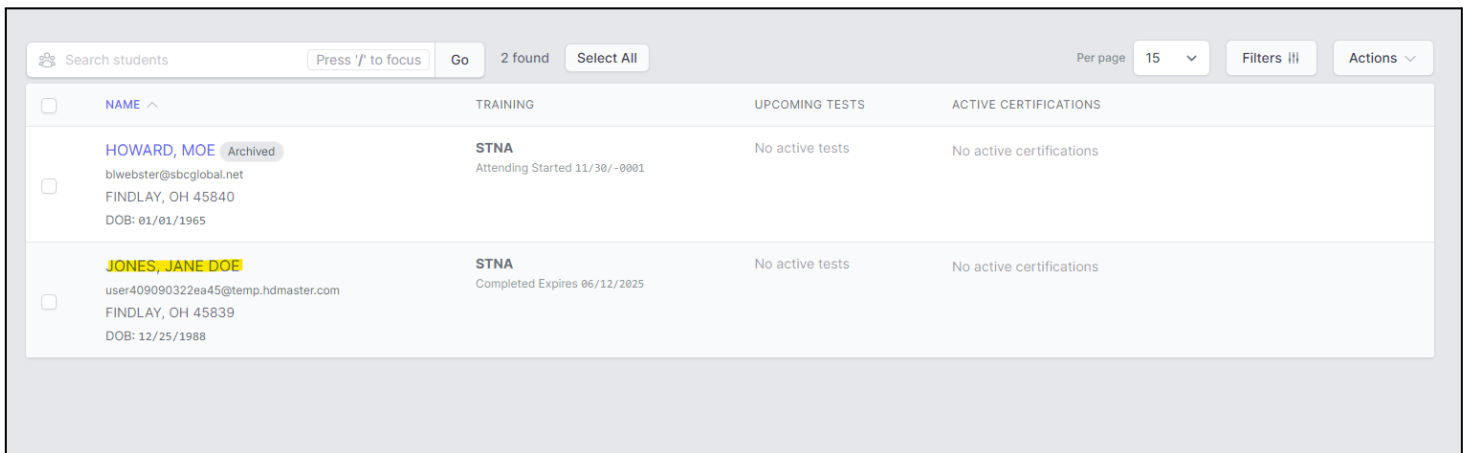 Search students Press '/' to focus Go 2 found Select All Per page 15 Filters Actions
NAME TRAINING UPCOMING TESTS ACTIVE CERTIFICATIONS
HOWARD, MOE Archived STNA No active tests No active certifications
blwebster@sbcglobal.net Attending Started 11/30/-0001
FINDLAY, OH 45840
DOB: 01/01/1965
JONES, JANE DOE STNA No active tests No active certifications
user409090322ea45@temp.hdmaster.com Completed Expires 06/12/2025
FINDLAY, OH 45839
DOB: 12/25/1988